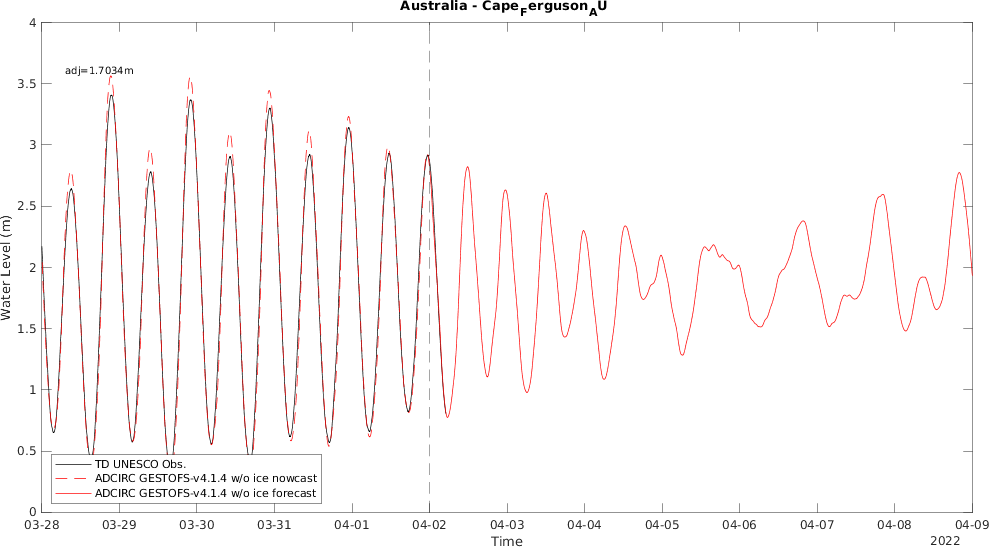 Australia - Cape_Ferguson_AU
4
3.5
3
2.5
2
1.5
1
0.5
0
Water Level (m)
adj=1.7034m
TD UNESCO Obs.
ADCIRC GESTOFS-v4.1.4 w/o ice nowcast
ADCIRC GESTOFS-v4.1.4 w/o ice forecast
03-28 03-29 03-30 03-31 04-01 04-02 04-03 04-04 04-05 04-06 04-07 04-08 04-09
Time
2022